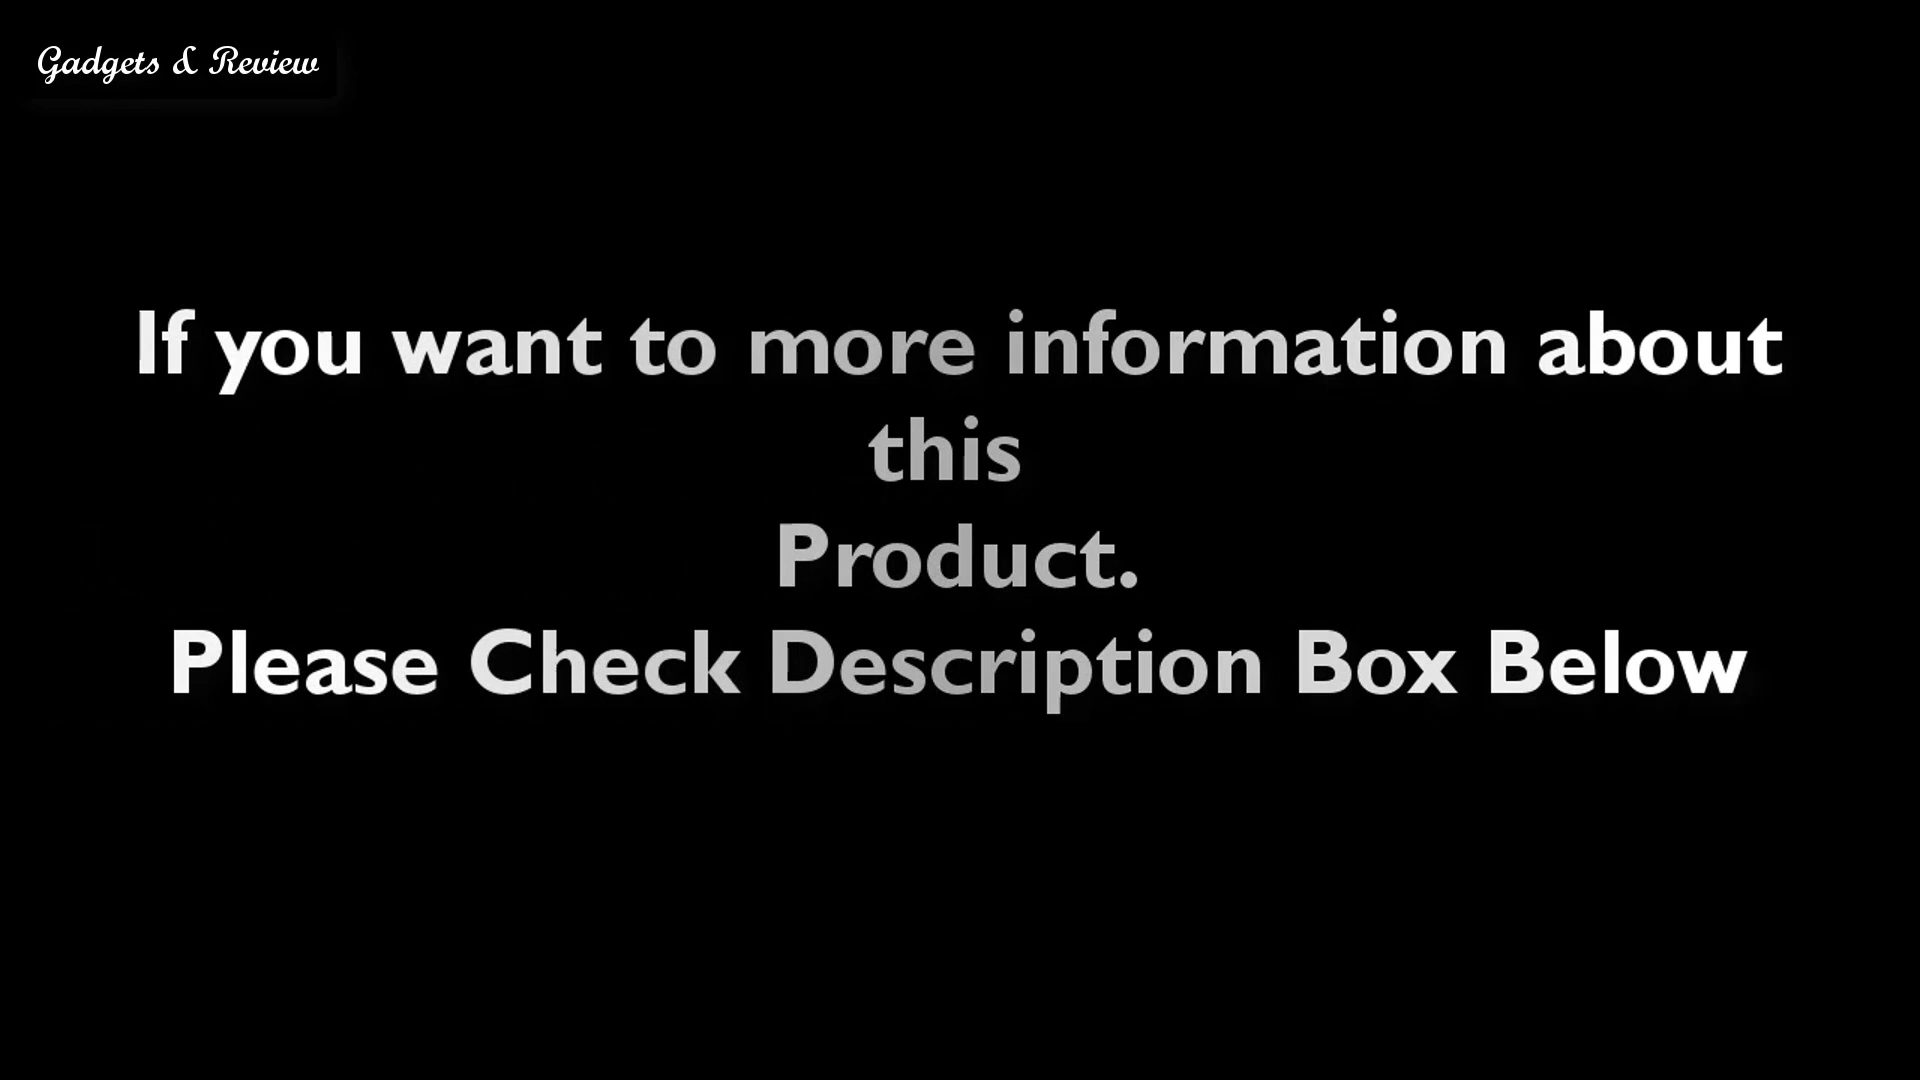 Gadgets & Review
If you want to more information about
this
Product.
Please Check Description Box Below